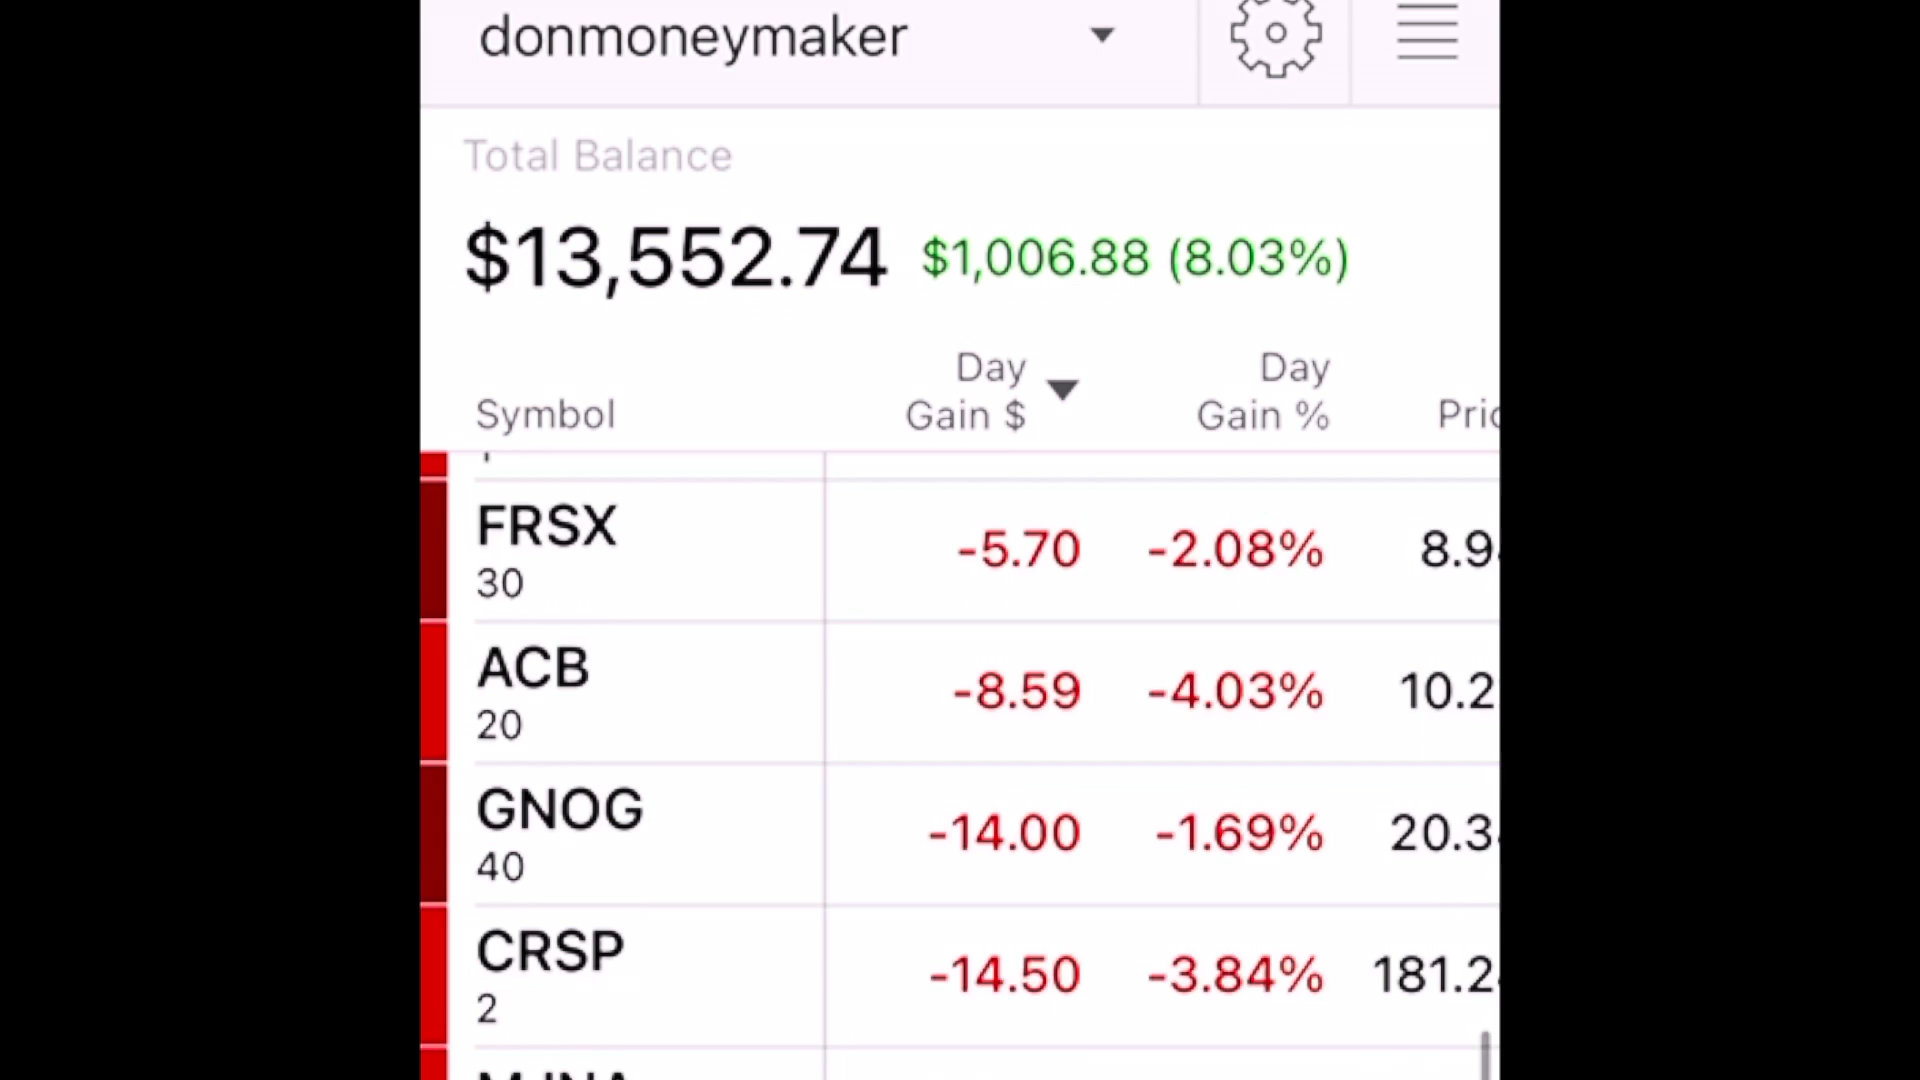 donmoneymaker
Total Balance
$13,552.74 $1,006.88 (8.03%)
Day Day
Symbol Gain $ Gain %
FRSX
30 -5.70 -2.08%
ACB
20 -8.59 -4.03%
GNOG
40 -14.00 -1.69%
CRSP
2 -14.50 -3.84%